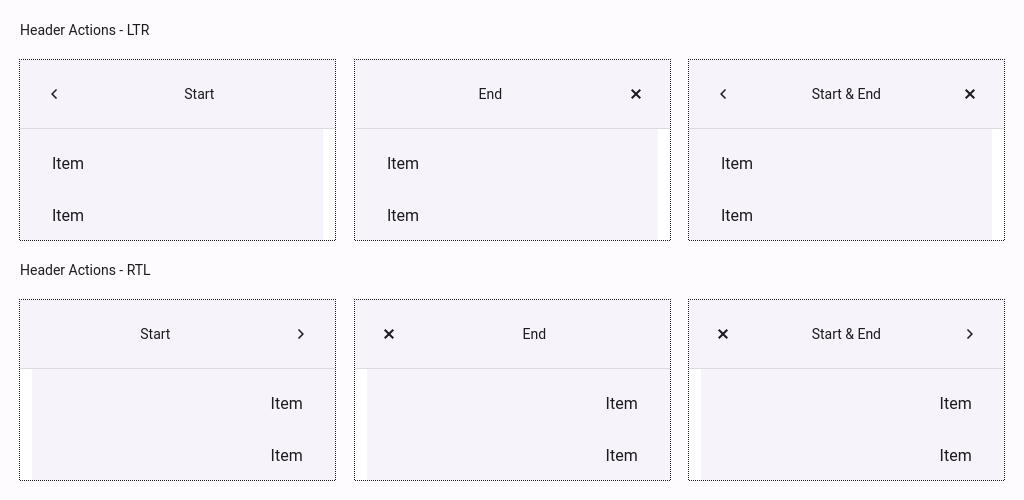 Header Actions - LTR
Start
End
Start & End
Item
Item
Item
Item
Item
Item
Header Actions - RTL
Start
End
Start & End
Item
Item
Item
Item
Item
Item